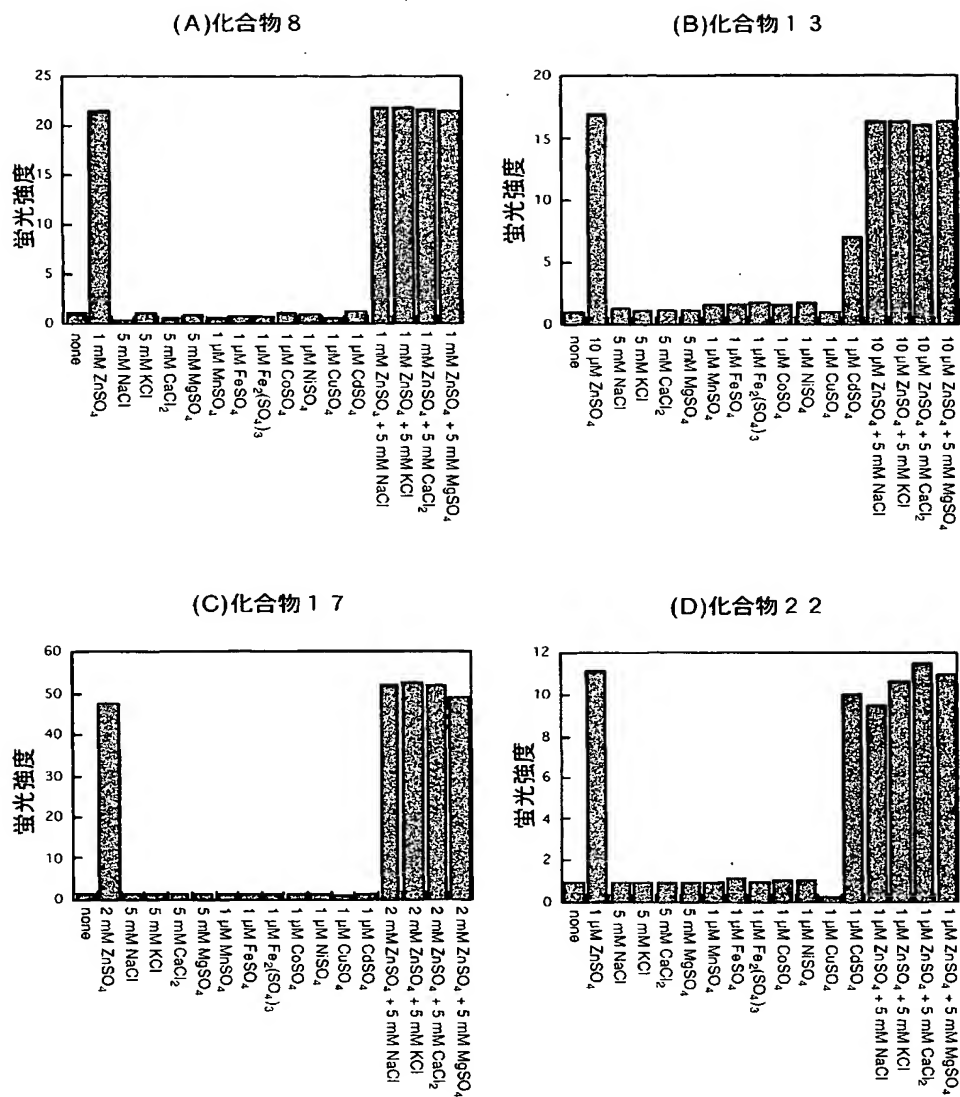 (A)化合物8
蛍光強度
25
20
15
10
5
0
none
1 mM ZnSO4
5 mM NaCl
5 mM KCl
5 mM CaCl2
5 mM MgSO4
1 µM MnSO4
1 µM FeSO4
1 µM Fe2(SO4)3
1 µM CoSO4
1 µM NiSO4
1 µM CuSO4
1 µM CdSO4
1 mM ZnSO4 + 5 mM NaCl
1 mM ZnSO4 + 5 mM KCl
1 mM ZnSO4 + 5 mM CaCl2
1 mM ZnSO4 + 5 mM MgSO4
(B)化合物13
蛍光強度
20
15
10
5
0
none
10 µM ZnSO4
5 mM NaCl
5 mM KCl
5 mM CaCl2
5 mM MgSO4
1 µM MnSO4
1 µM FeSO4
1 µM Fe2(SO4)3
1 µM CoSO4
1 µM NiSO4
1 µM CuSO4
1 µM CdSO4
10 µM ZnSO4 + 5 mM NaCl
10 µM ZnSO4 + 5 mM KCl
10 µM ZnSO4 + 5 mM CaCl2
10 µM ZnSO4 + 5 mM MgSO4
(C)化合物17
蛍光強度
60
50
40
30
20
10
0
none
2 mM ZnSO4
5 mM NaCl
5 mM KCl
5 mM CaCl2
5 mM MgSO4
1 µM MnSO4
1 µM FeSO4
1 µM Fe2(SO4)3
1 µM CoSO4
1 µM NiSO4
1 µM CuSO4
1 µM CdSO4
2 mM ZnSO4 + 5 mM NaCl
2 mM ZnSO4 + 5 mM KCl
2 mM ZnSO4 + 5 mM CaCl2
2 mM ZnSO4 + 5 mM MgSO4
(D)化合物22
蛍光強度
12
10
8
6
4
2
0
none
1 µM ZnSO4
5 mM NaCl
5 mM KCl
5 mM CaCl2
5 mM MgSO4
1 µM MnSO4
1 µM FeSO4
1 µM Fe2(SO4)3
1 µM CoSO4
1 µM NiSO4
1 µM CuSO4
1 µM CdSO4
1 µM ZnSO4 + 5 mM NaCl
1 µM ZnSO4 + 5 mM KCl
1 µM ZnSO4 + 5 mM CaCl2
1 µM ZnSO4 + 5 mM MgSO4